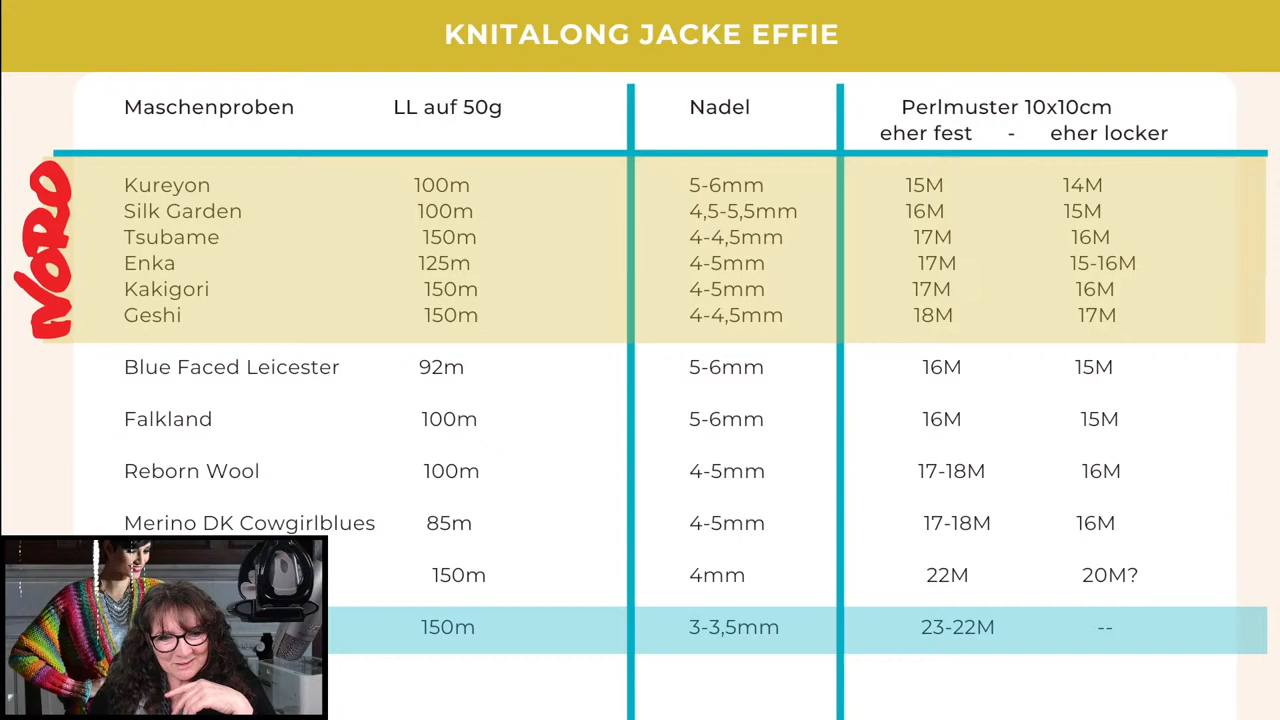 KNITALONG JACKE EFFIE
Maschenproben LL auf 50g Nadel Perlmuster 10x10cm
eher fest - eher locker
NORO
Kureyon 100m 5-6mm 15M 14M
Silk Garden 100m 4,5-5,5mm 16M 15M
Tsubame 150m 4-4,5mm 17M 16M
Enka 125m 4-5mm 17M 15-16M
Kakigori 150m 4-5mm 17M 16M
Geshi 150m 4-4,5mm 18M 17M
Blue Faced Leicester 92m 5-6mm 16M 15M
Falkland 100m 5-6mm 16M 15M
Reborn Wool 100m 4-5mm 17-18M 16M
Merino DK Cowgirlblues 85m 4-5mm 17-18M 16M
150m 4mm 22M 20M?
150m 3-3,5mm 23-22M --